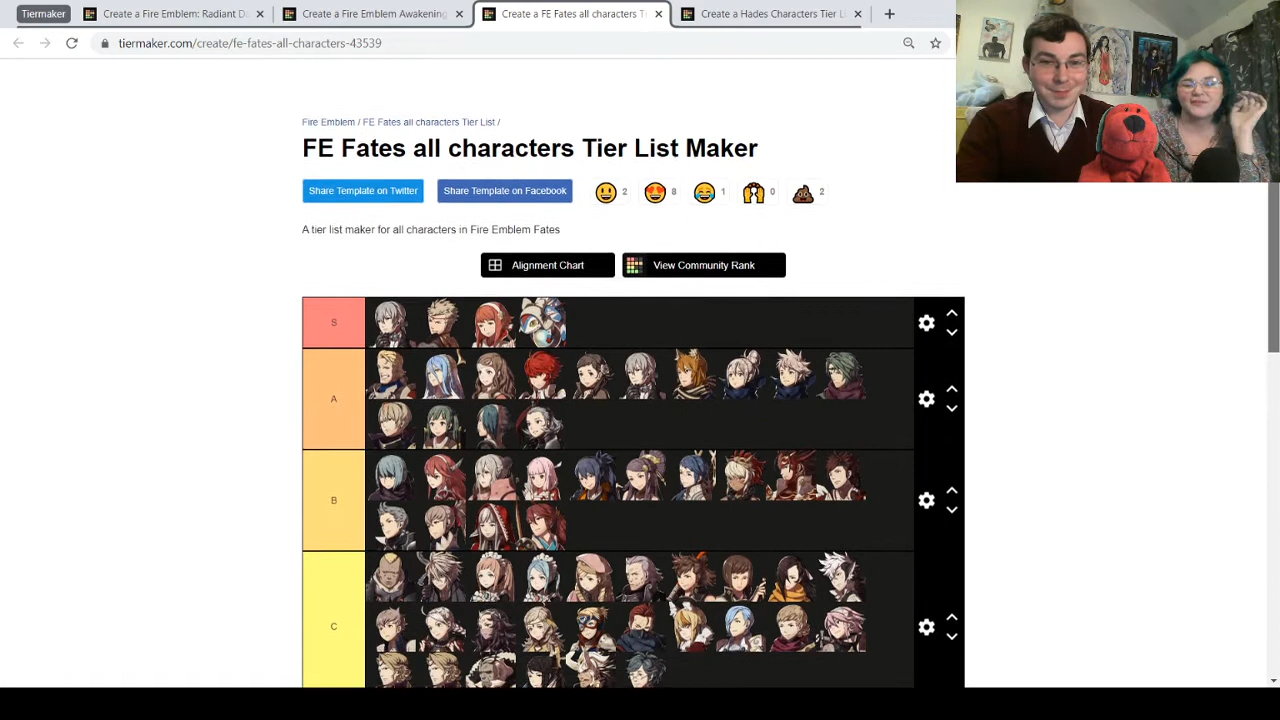 Tiermaker
Create a Fire Emblem: Radiant D
Create a Fire Emblem Awakening
Create a FE Fates all characters T
Create a Hades Characters Tier Li
tiermaker.com/create/fe-fates-all-characters-43539
Fire Emblem / FE Fates all characters Tier List /
FE Fates all characters Tier List Maker
Share Template on Twitter
Share Template on Facebook
2
8
1
0
2
A tier list maker for all characters in Fire Emblem Fates
Alignment Chart
View Community Rank
S
A
B
C